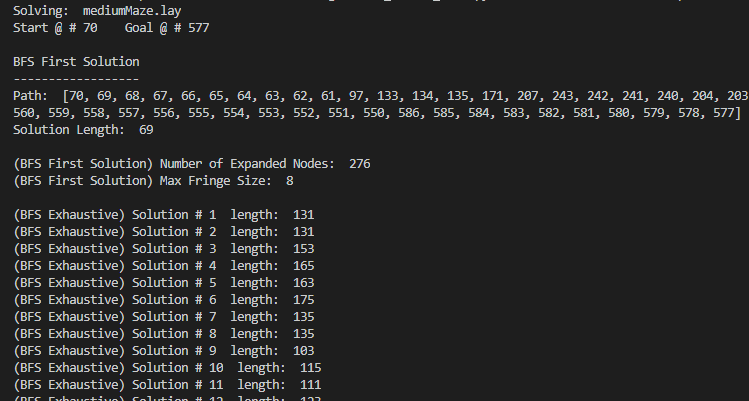 Solving:  mediumMaze.lay
Start @ # 70    Goal @ # 577
BFS First Solution
------------------
Path:  [70, 69, 68, 67, 66, 65, 64, 63, 62, 61, 97, 133, 134, 135, 171, 207, 243, 242, 241, 240, 204, 203
560, 559, 558, 557, 556, 555, 554, 553, 552, 551, 550, 586, 585, 584, 583, 582, 581, 580, 579, 578, 577]
Solution Length:  69
(BFS First Solution) Number of Expanded Nodes:  276
(BFS First Solution) Max Fringe Size:  8
(BFS Exhaustive) Solution # 1  length:  131
(BFS Exhaustive) Solution # 2  length:  131
(BFS Exhaustive) Solution # 3  length:  153
(BFS Exhaustive) Solution # 4  length:  165
(BFS Exhaustive) Solution # 5  length:  163
(BFS Exhaustive) Solution # 6  length:  175
(BFS Exhaustive) Solution # 7  length:  135
(BFS Exhaustive) Solution # 8  length:  135
(BFS Exhaustive) Solution # 9  length:  103
(BFS Exhaustive) Solution # 10  length:  115
(BFS Exhaustive) Solution # 11  length:  111
(BFS Exhaustive) Solution # 12  length: